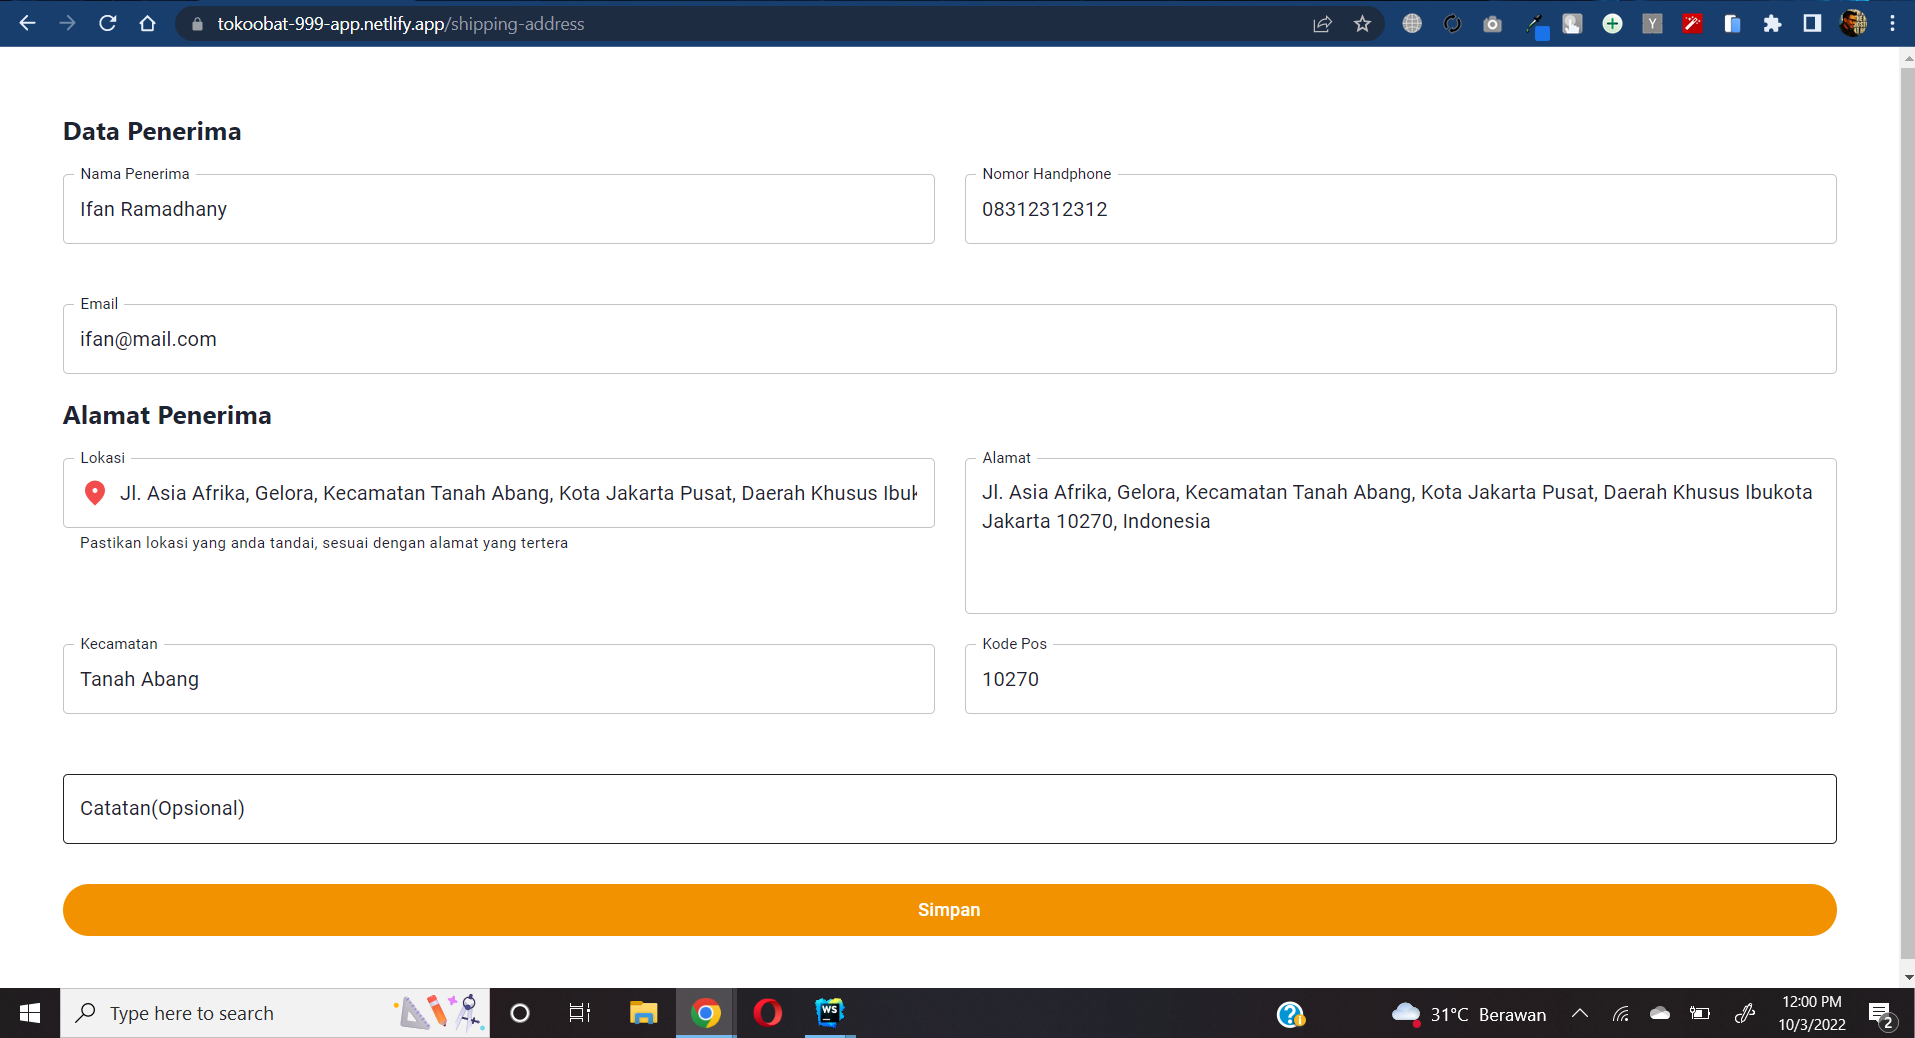 tokoobat-999-app.netlify.app/shipping-address
Data Penerima
Nama Penerima
Ifan Ramadhany
Nomor Handphone
08312312312
Email
ifan@mail.com
Alamat Penerima
Lokasi
Jl. Asia Afrika, Gelora, Kecamatan Tanah Abang, Kota Jakarta Pusat, Daerah Khusus Ibuk
Pastikan lokasi yang anda tandai, sesuai dengan alamat yang tertera
Alamat
Jl. Asia Afrika, Gelora, Kecamatan Tanah Abang, Kota Jakarta Pusat, Daerah Khusus Ibukota
Jakarta 10270, Indonesia
Kecamatan
Tanah Abang
Kode Pos
10270
Catatan(Opsional)
Simpan
Type here to search
WS
31°C Berawan
12:00 PM
10/3/2022
2